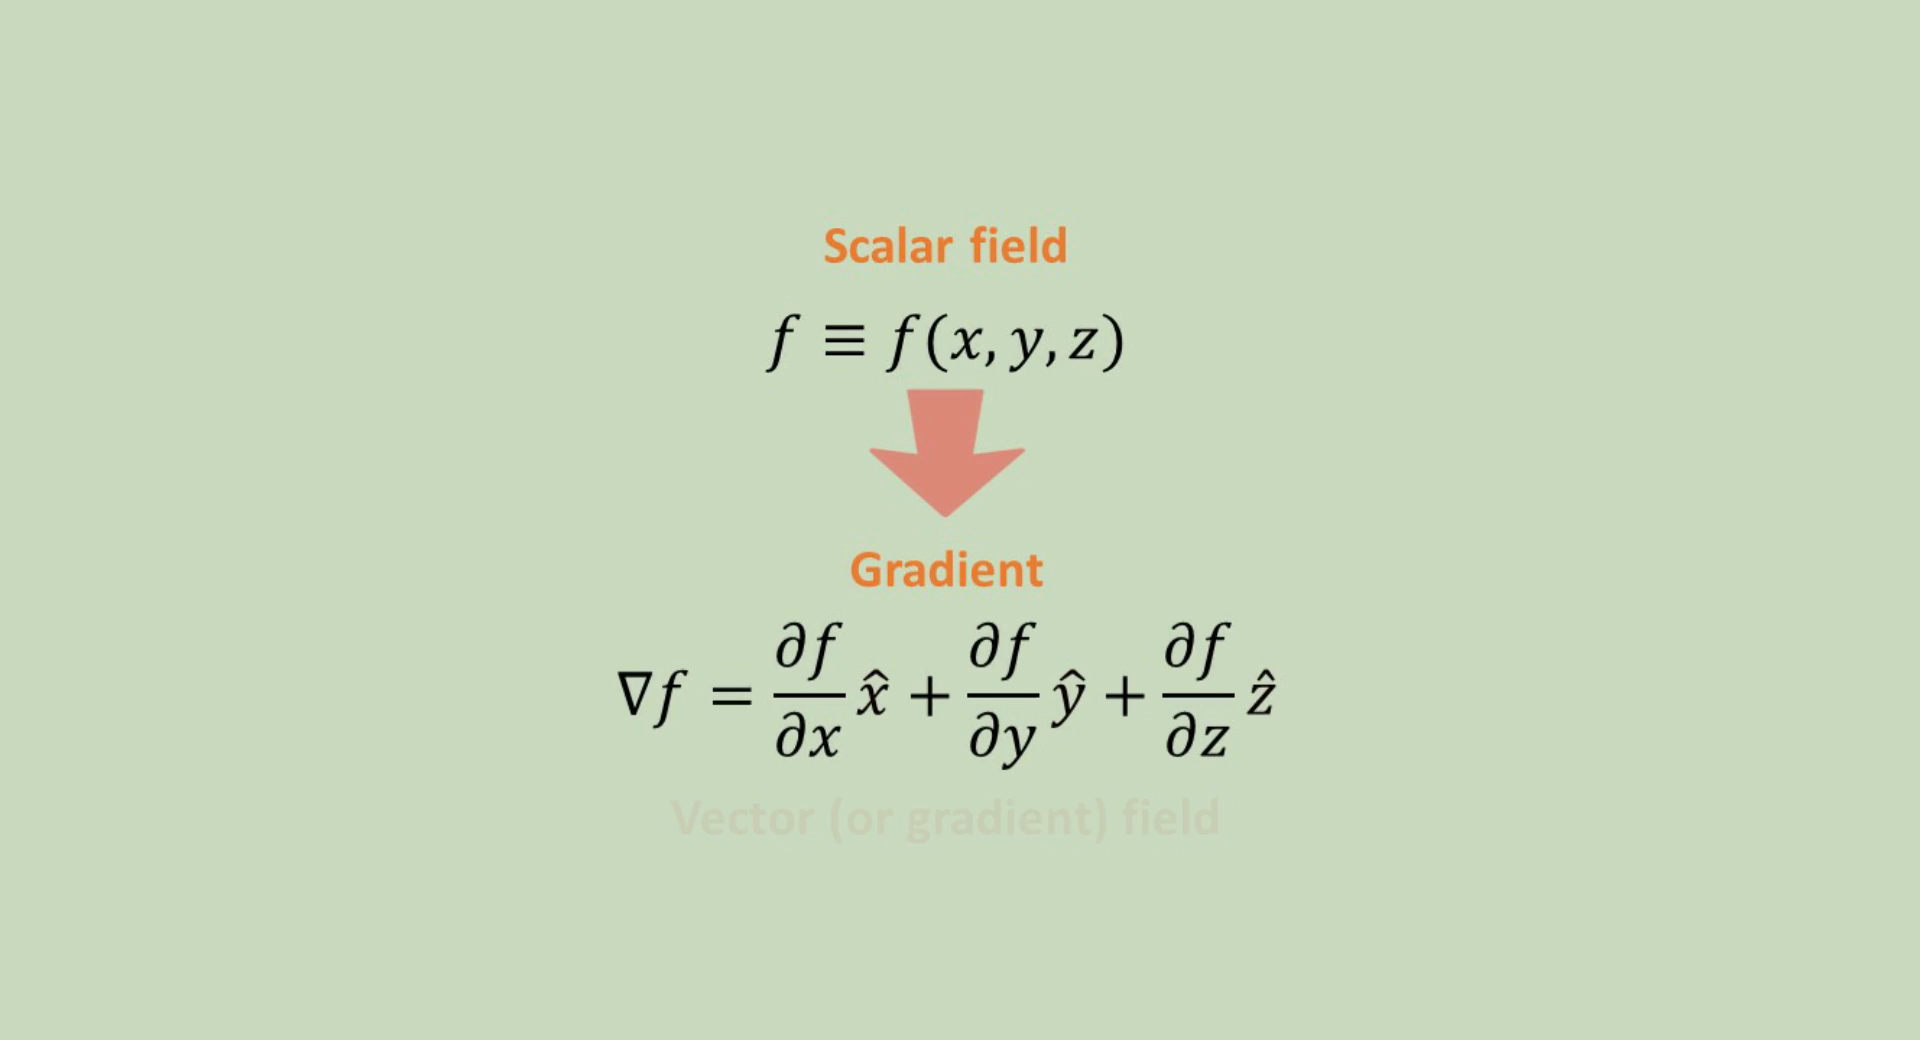 Scalar field
f ≡ f(x, y, z)
Gradient
∇f = ∂f/∂x x̂ + ∂f/∂y ŷ + ∂f/∂z ẑ
Vector (or gradient) field